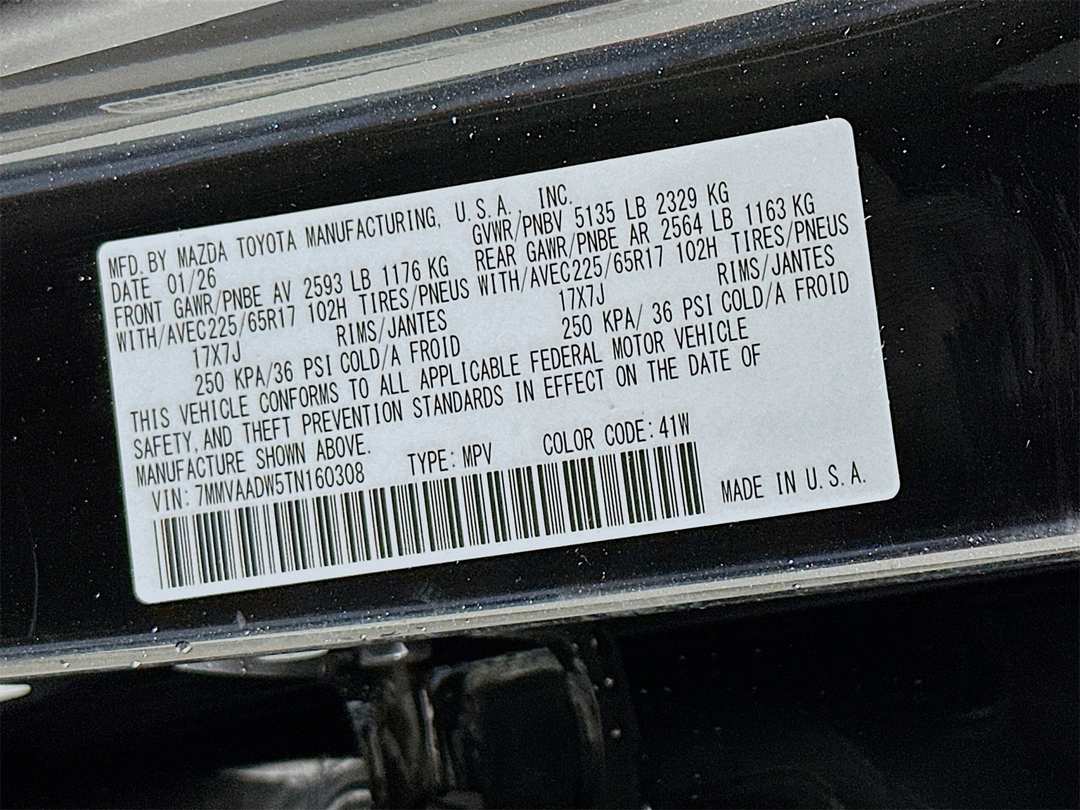 MFD. BY MAZDA TOYOTA MANUFACTURING, U.S.A., INC.
DATE 01/26 GVWR/PNBV 5135 LB 2329 KG
FRONT GAWR/PNBE AV 2593 LB 1176 KG REAR GAWR/PNBE AR 2564 LB 1163 KG
WITH/AVEC225/65R17 102H TIRES/PNEUS WITH/AVEC225/65R17 102H TIRES/PNEUS
17X7J RIMS/JANTES 17X7J RIMS/JANTES
250 KPA/36 PSI COLD/A FROID 250 KPA/ 36 PSI COLD/A FROID
THIS VEHICLE CONFORMS TO ALL APPLICABLE FEDERAL MOTOR VEHICLE
SAFETY, AND THEFT PREVENTION STANDARDS IN EFFECT ON THE DATE OF
MANUFACTURE SHOWN ABOVE.
VIN: 7MMVAADW5TN160308 TYPE: MPV COLOR CODE: 41W
MADE IN U.S.A.